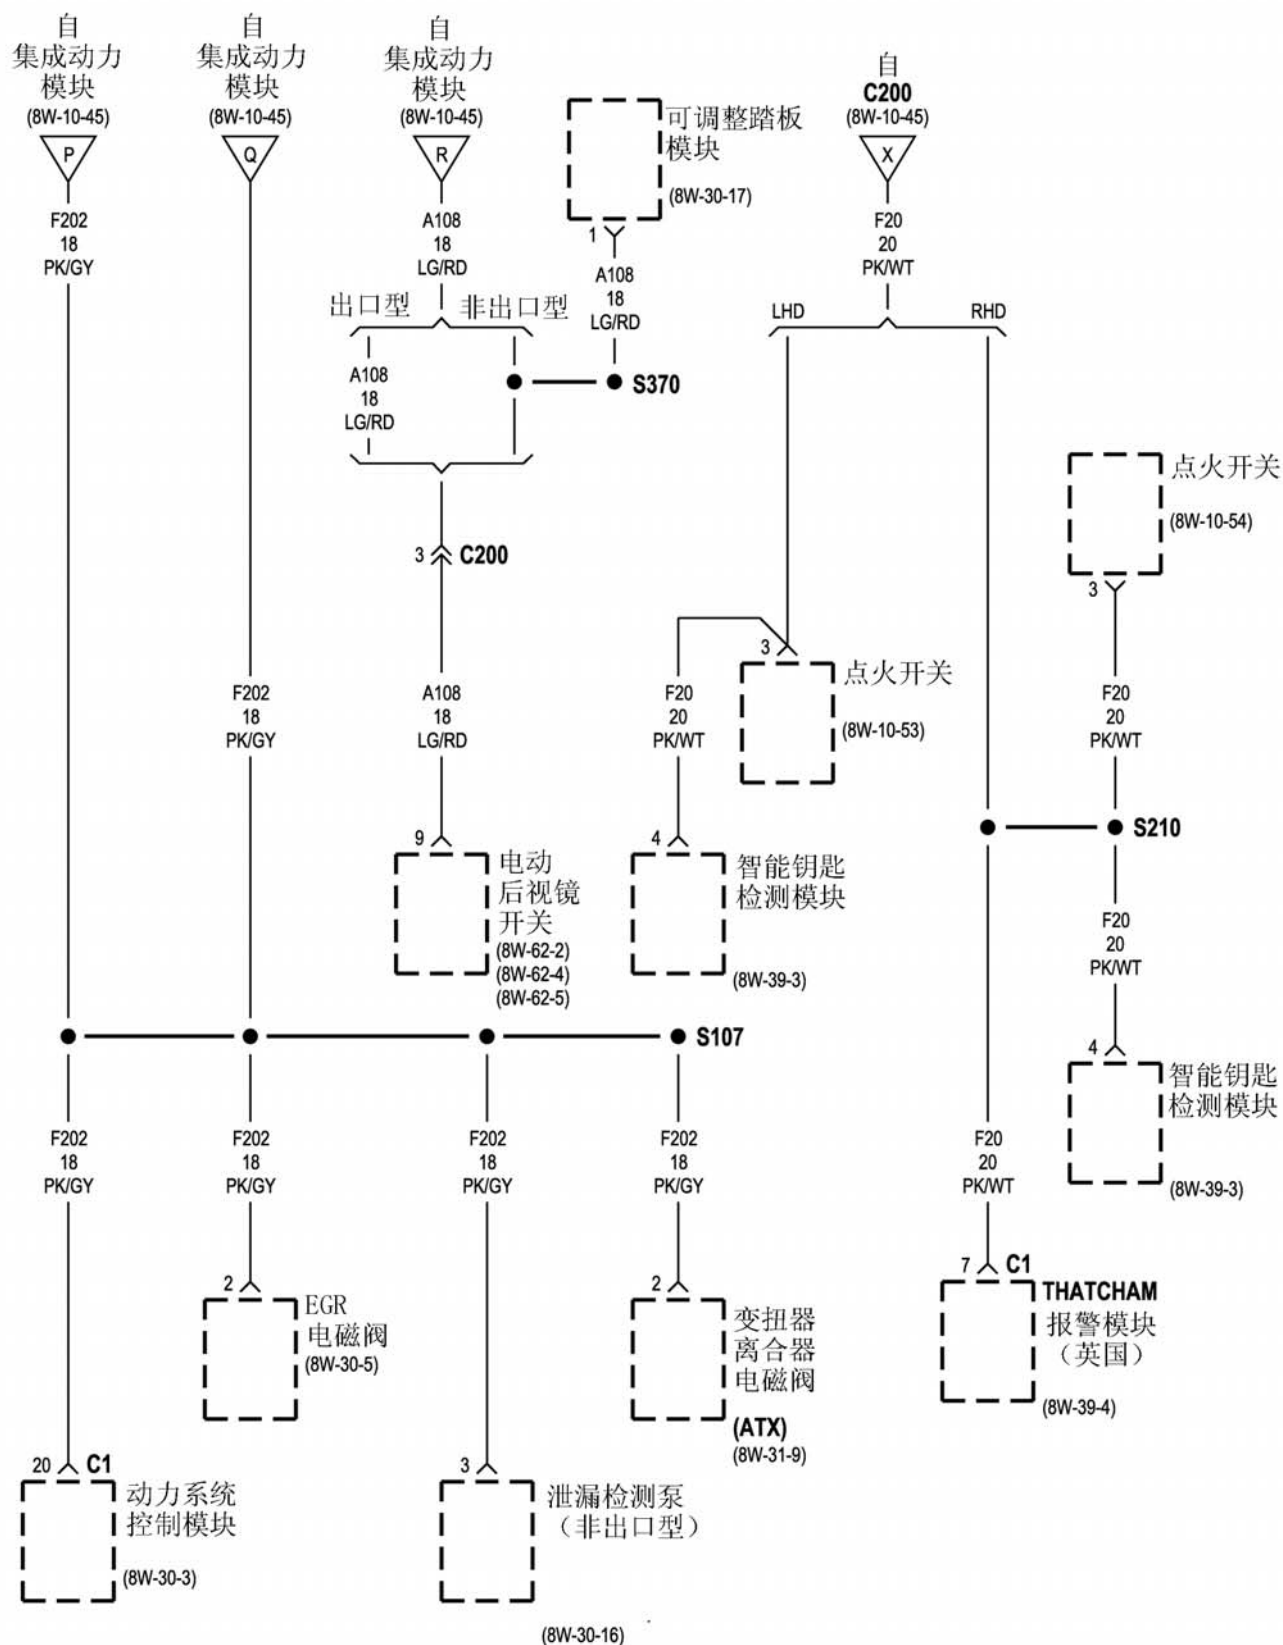 自
集成动力
模块
(8W-10-45)
P
F202
18
PK/GY
自
集成动力
模块
(8W-10-45)
Q
自
集成动力
模块
(8W-10-45)
R
A108
18
LG/RD
可调整踏板
模块
(8W-30-17)
1
A108
18
LG/RD
自
C200
(8W-10-45)
X
F20
20
PK/WT
出口型
非出口型
A108
18
LG/RD
S370
LHD
RHD
3
C200
点火开关
(8W-10-54)
3
F202
18
PK/GY
A108
18
LG/RD
F20
20
PK/WT
3
点火开关
(8W-10-53)
F20
20
PK/WT
S210
9
电动
后视镜
开关
(8W-62-2)
(8W-62-4)
(8W-62-5)
4
智能钥匙
检测模块
(8W-39-3)
F20
20
PK/WT
S107
4
智能钥匙
检测模块
(8W-39-3)
F202
18
PK/GY
F202
18
PK/GY
F202
18
PK/GY
F202
18
PK/GY
F20
20
PK/WT
2
EGR
电磁阀
(8W-30-5)
2
变扭器
离合器
电磁阀
(ATX)
(8W-31-9)
7
C1
THATCHAM
报警模块
（英国）
(8W-39-4)
20
C1
动力系统
控制模块
(8W-30-3)
3
泄漏检测泵
（非出口型）
(8W-30-16)